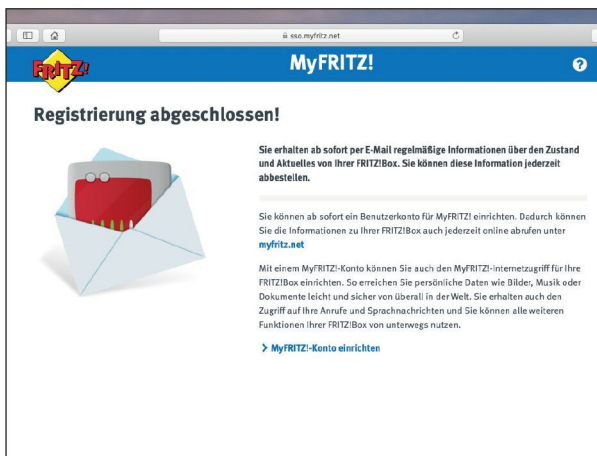 sso.myfritz.net
FRITZ!
MyFRITZ!
?
Registrierung abgeschlossen!
Sie erhalten ab sofort per E-Mail regelmäßige Informationen über den Zustand
und Aktuelles von Ihrer FRITZ!Box. Sie können diese Information jederzeit
abbestellen.
Sie können ab sofort ein Benutzerkonto für MyFRITZ! einrichten. Dadurch können
Sie die Informationen zu Ihrer FRITZ!Box auch jederzeit online abrufen unter
myfritz.net
Mit einem MyFRITZ!-Konto können Sie auch den MyFRITZ!-Internetzugriff für Ihre
FRITZ!Box einrichten. So erreichen Sie persönliche Daten wie Bilder, Musik oder
Dokumente leicht und sicher von überall in der Welt. Sie erhalten auch den
Zugriff auf Ihre Anrufe und Sprachnachrichten und Sie können alle weiteren
Funktionen Ihrer FRITZ!Box von unterwegs nutzen.
> MyFRITZ!-Konto einrichten